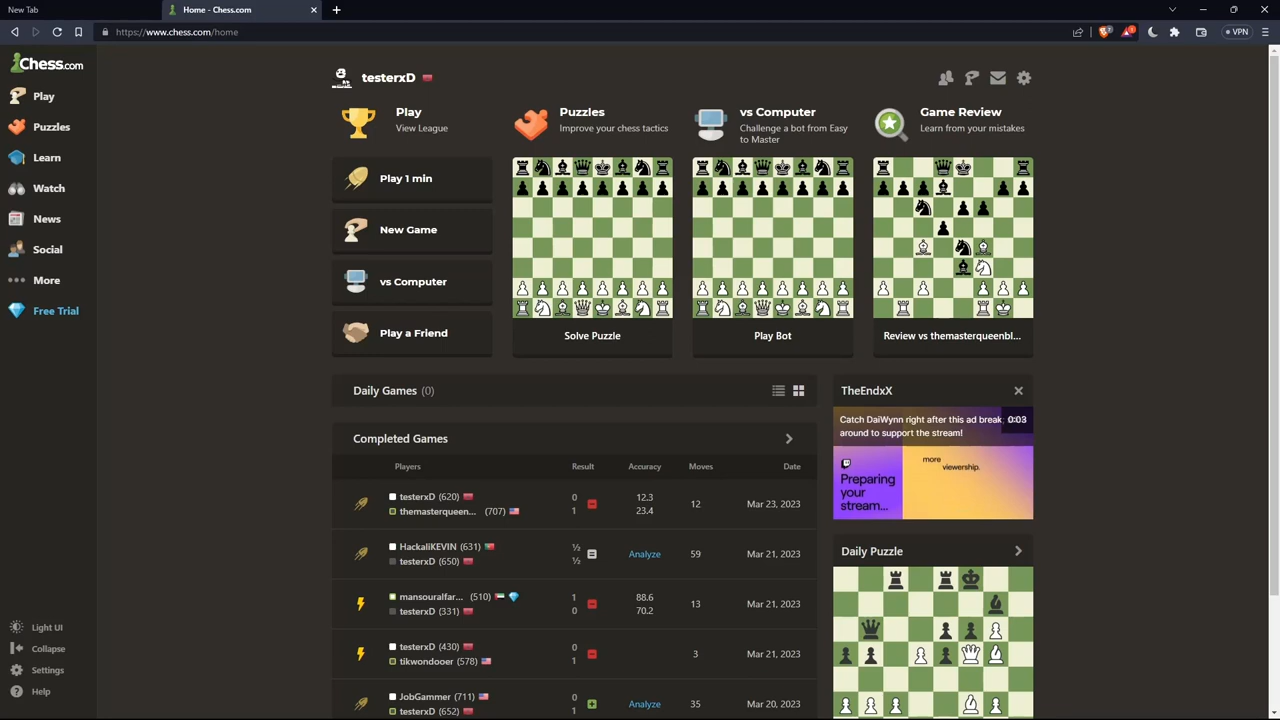 New Tab
Home - Chess.com
https://www.chess.com/home
VPN
Chess.com
Play
Puzzles
Learn
Watch
News
Social
More
Free Trial
Light UI
Collapse
Settings
Help
testerxD
Play
View League
Puzzles
Improve your chess tactics
vs Computer
Challenge a bot from Easy
to Master
Game Review
Learn from your mistakes
Play 1 min
New Game
vs Computer
Play a Friend
Solve Puzzle
Play Bot
Review vs themasterqueenbl...
Daily Games (0)
Completed Games
Players Result Accuracy Moves Date
testerxD (620) 0 12.3
themasterqueen... (707) 1 23.4
12 Mar 23, 2023
HackaliKEVIN (631) ½
testerxD (650) ½
Analyze 59 Mar 21, 2023
mansouralfar... (510) 1 88.6
testerxD (331) 0 70.2
13 Mar 21, 2023
testerxD (430) 0
tikwondooer (578) 1
3 Mar 21, 2023
JobGammer (711) 0
testerxD (652) 1
Analyze 35 Mar 20, 2023
TheEndxX
Catch DaiWynn right after this ad break
around to support the stream!
0:03
Preparing
your
stream...
more
viewership.
Daily Puzzle